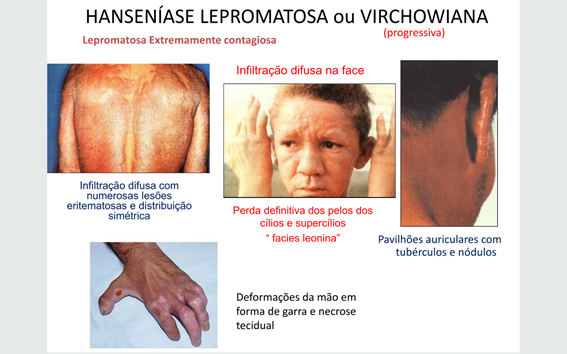 HANSENÍASE LEPROMATOSA ou VIRCHOWIANA
(progressiva)
Lepromatosa Extremamente contagiosa
Infiltração difusa na face
Infiltração difusa com
numerosas lesões
eritematosas e distribuição
simétrica
Perda definitiva dos pelos dos
cílios e supercílios
“ facies leonina”
Pavilhões auriculares com
tubérculos e nódulos
Deformações da mão em
forma de garra e necrose
tecidual